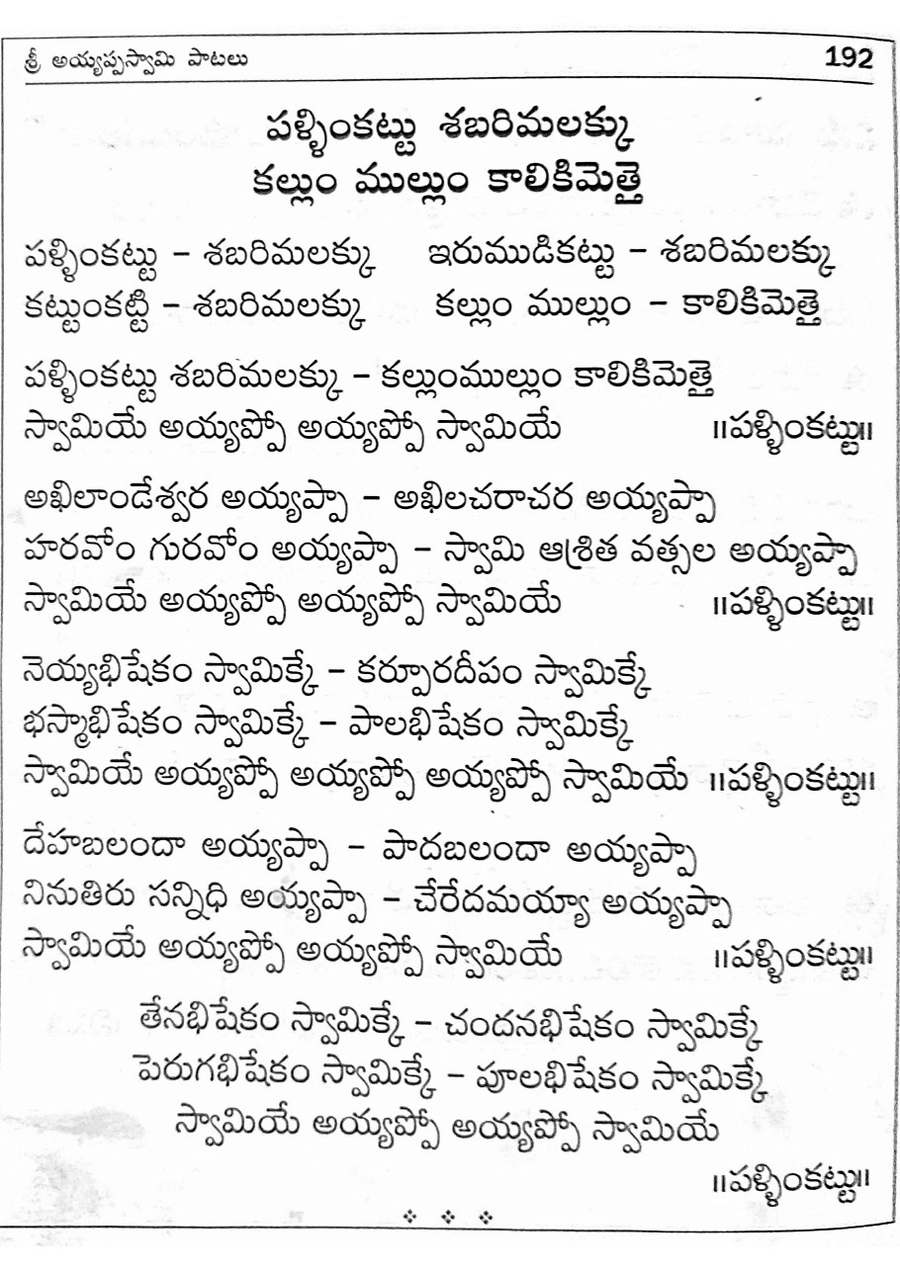 శ్రీ అయ్యప్పస్వామి పాటలు 192
పళ్ళింకట్టు శబరిమలక్కు
కల్లుం ముల్లుం కాలికిమెత్తై
పళ్ళింకట్టు – శబరిమలక్కు ఇరుముడికట్టు – శబరిమలక్కు
కట్టుంకట్టి – శబరిమలక్కు కల్లుం ముల్లుం – కాలికిమెత్తై
పళ్ళింకట్టు శబరిమలక్కు – కల్లుంముల్లుం కాలికిమెత్తై
స్వామియే అయ్యప్పో అయ్యప్పో స్వామియే ॥పళ్ళింకట్టు॥
అఖిలాండేశ్వర అయ్యప్పా – అఖిలచరాచర అయ్యప్పా
హరవోం గురవోం అయ్యప్పా – స్వామి ఆశ్రిత వత్సల అయ్యప్పా
స్వామియే అయ్యప్పో అయ్యప్పో స్వామియే ॥పళ్ళింకట్టు॥
నెయ్యభిషేకం స్వామిక్కే – కర్పూరదీపం స్వామిక్కే
భస్మాభిషేకం స్వామిక్కే – పాలభిషేకం స్వామిక్కే
స్వామియే అయ్యప్పో అయ్యప్పో అయ్యప్పో స్వామియే ॥పళ్ళింకట్టు॥
దేహబలందా అయ్యప్పా – పాదబలందా అయ్యప్పా
నినుతిరు సన్నిధి అయ్యప్పా – చేరేదమయ్యా అయ్యప్పా
స్వామియే అయ్యప్పో అయ్యప్పో స్వామియే ॥పళ్ళింకట్టు॥
తేనభిషేకం స్వామిక్కే – చందనభిషేకం స్వామిక్కే
పెరుగభిషేకం స్వామిక్కే – పూలభిషేకం స్వామిక్కే
స్వామియే అయ్యప్పో అయ్యప్పో స్వామియే
॥పళ్ళింకట్టు॥